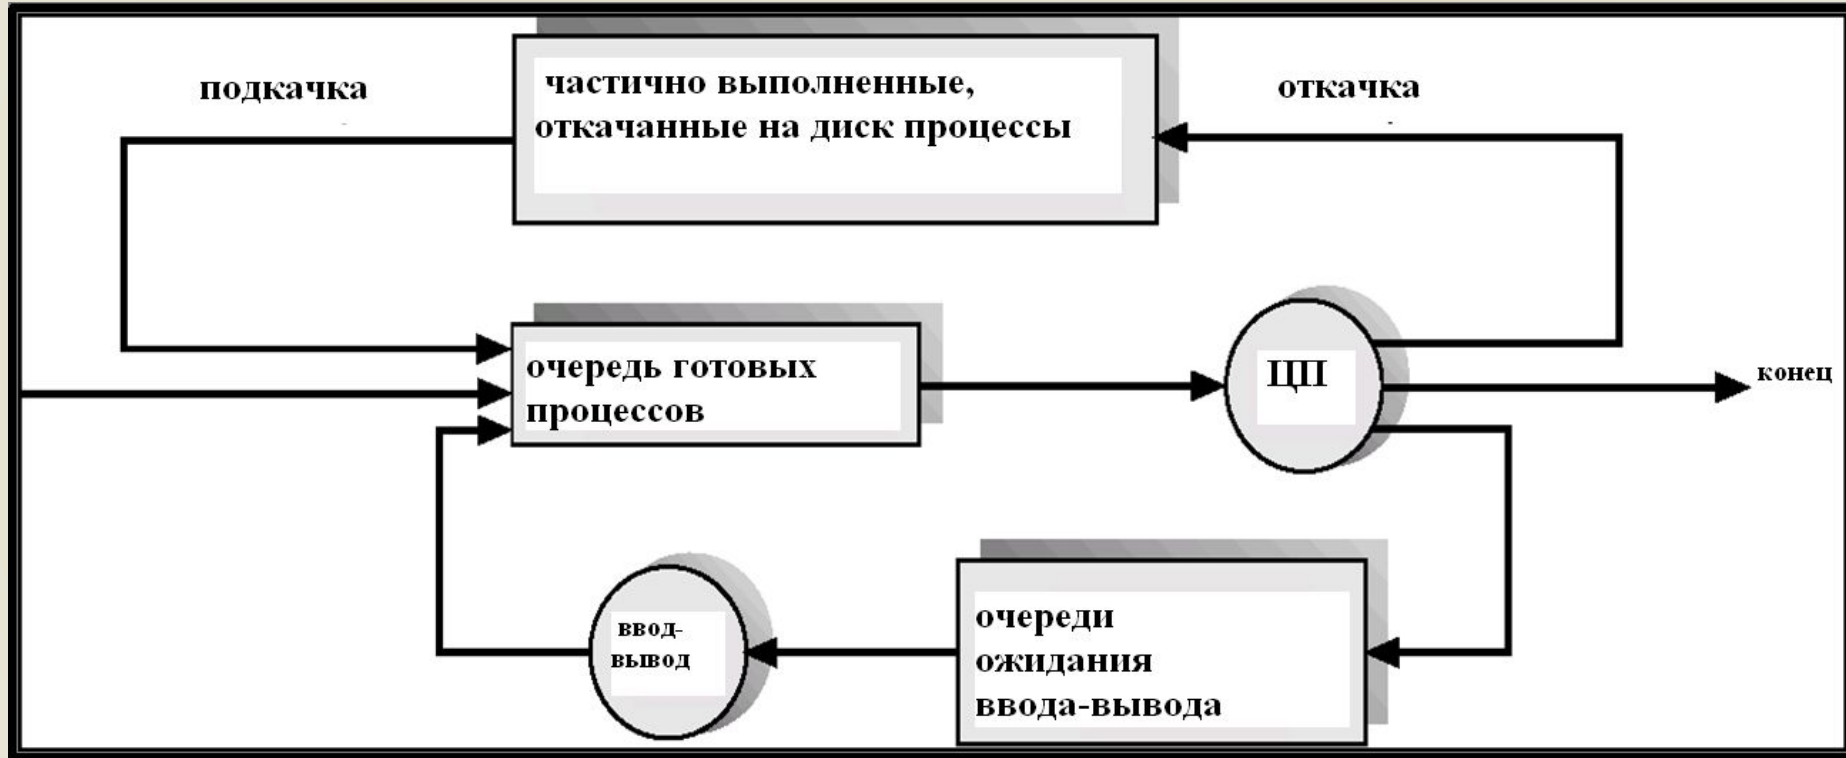 подкачка
частично выполненные,
откачанные на диск процессы
откачка
очередь готовых
процессов
ЦП
конец
ввод-
вывод
очереди
ожидания
ввода-вывода